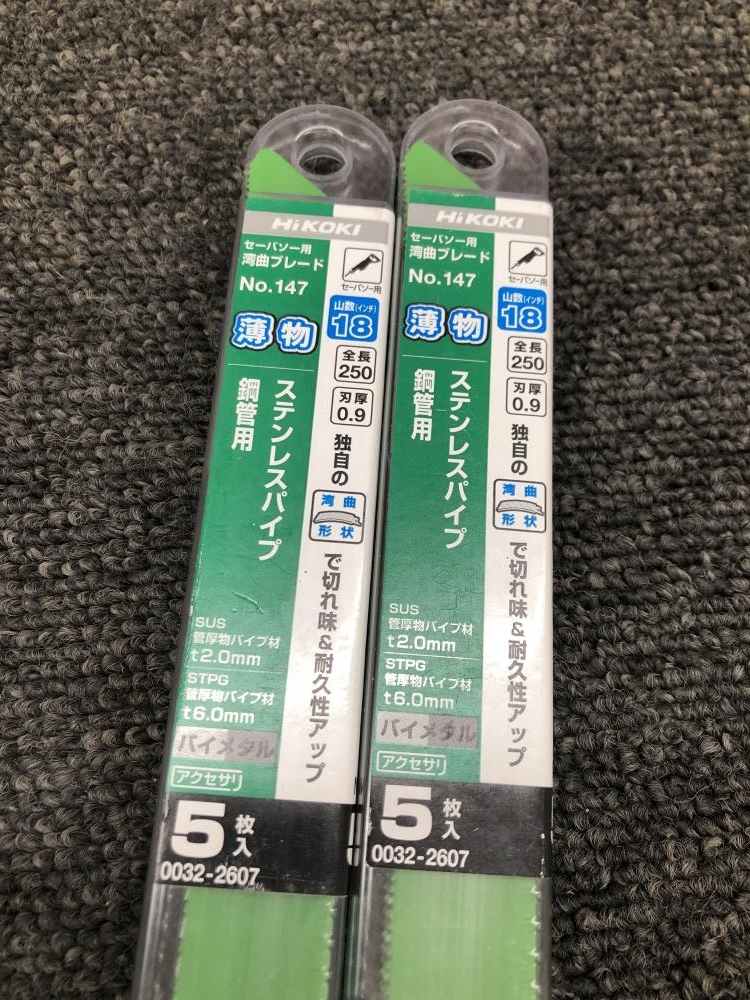 HiKOKI
セーバソー用
湾曲ブレード
No.147
セーバソー用
薄物
山数(インチ)
18
全長
250
刃厚
0.9
ステンレスパイプ
鋼管用
独自の
湾曲
形状
で切れ味&耐久性アップ
SUS
管厚物パイプ材
t2.0mm
STPG
管厚物パイプ材
t6.0mm
バイメタル
アクセサリ
5枚入
0032-2607
HiKOKI
セーバソー用
湾曲ブレード
No.147
セーバソー用
薄物
山数(インチ)
18
全長
250
刃厚
0.9
ステンレスパイプ
鋼管用
独自の
湾曲
形状
で切れ味&耐久性アップ
SUS
管厚物パイプ材
t2.0mm
STPG
管厚物パイプ材
t6.0mm
バイメタル
アクセサリ
5枚入
0032-2607